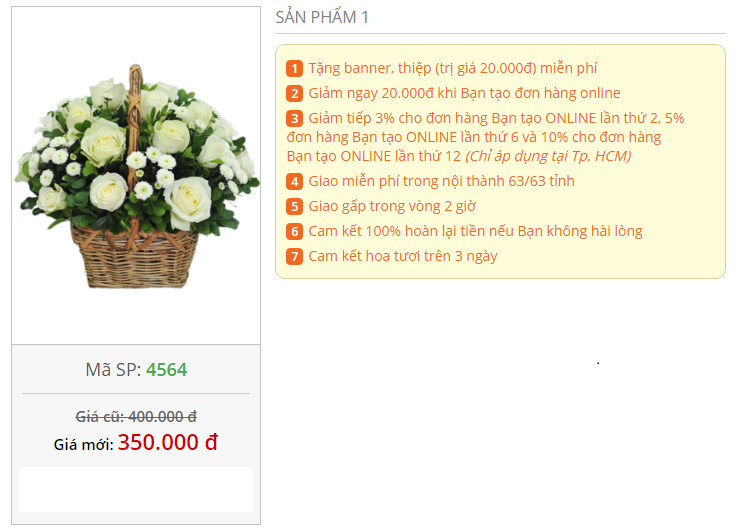 SẢN PHẨM 1
1 Tặng banner, thiệp (trị giá 20.000đ) miễn phí
2 Giảm ngay 20.000đ khi Bạn tạo đơn hàng online
3 Giảm tiếp 3% cho đơn hàng Bạn tạo ONLINE lần thứ 2, 5%
đơn hàng Bạn tạo ONLINE lần thứ 6 và 10% cho đơn hàng
Bạn tạo ONLINE lần thứ 12 (Chỉ áp dụng tại Tp. HCM)
4 Giao miễn phí trong nội thành 63/63 tỉnh
5 Giao gấp trong vòng 2 giờ
6 Cam kết 100% hoàn lại tiền nếu Bạn không hài lòng
7 Cam kết hoa tươi trên 3 ngày
Mã SP: 4564
Giá cũ: 400.000 đ
Giá mới: 350.000 đ